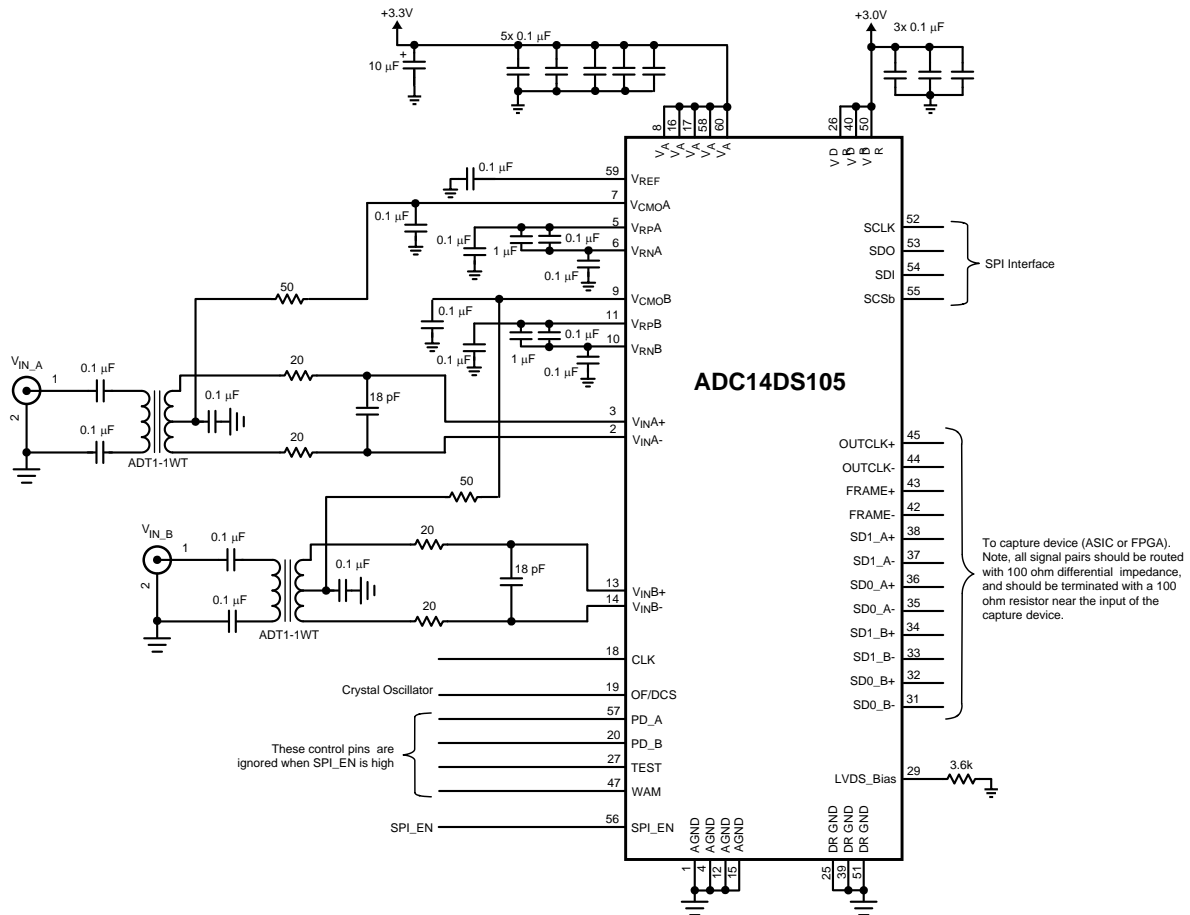 +3.3V
10 µF
+
5x 0.1 µF
+3.0V
3x 0.1 µF
8
16
17
58
60
VA
VA
VA
VA
VA
26
40
50
VD
R
VD
R
VD
R
0.1 µF
59
VREF
7
VCMOA
0.1 µF
5
VRPA
0.1 µF
1 µF
0.1 µF
6
VRNA
0.1 µF
50
9
VCMOB
0.1 µF
11
VRPB
0.1 µF
1 µF
0.1 µF
10
VRNB
0.1 µF
ADC14DS105
VIN_A
1
2
0.1 µF
0.1 µF
ADT1-1WT
0.1 µF
20
20
18 pF
3
VINA+
2
VINA-
50
VIN_B
1
2
0.1 µF
0.1 µF
ADT1-1WT
0.1 µF
20
20
18 pF
13
VINB+
14
VINB-
18
CLK
Crystal Oscillator
19
OF/DCS
57
PD_A
20
PD_B
27
TEST
47
WAM
These control pins are
ignored when SPI_EN is high
SPI_EN
56
SPI_EN
AGND
AGND
AGND
AGND
1
4
12
15
DR GND
DR GND
DR GND
25
39
51
SCLK
52
SDO
53
SDI
54
SCSb
55
SPI Interface
OUTCLK+
45
OUTCLK-
44
FRAME+
43
FRAME-
42
SD1_A+
38
SD1_A-
37
SD0_A+
36
SD0_A-
35
SD1_B+
34
SD1_B-
33
SD0_B+
32
SD0_B-
31
To capture device (ASIC or FPGA).
Note, all signal pairs should be routed
with 100 ohm differential impedance,
and should be terminated with a 100
ohm resistor near the input of the
capture device.
LVDS_Bias
29
3.6k